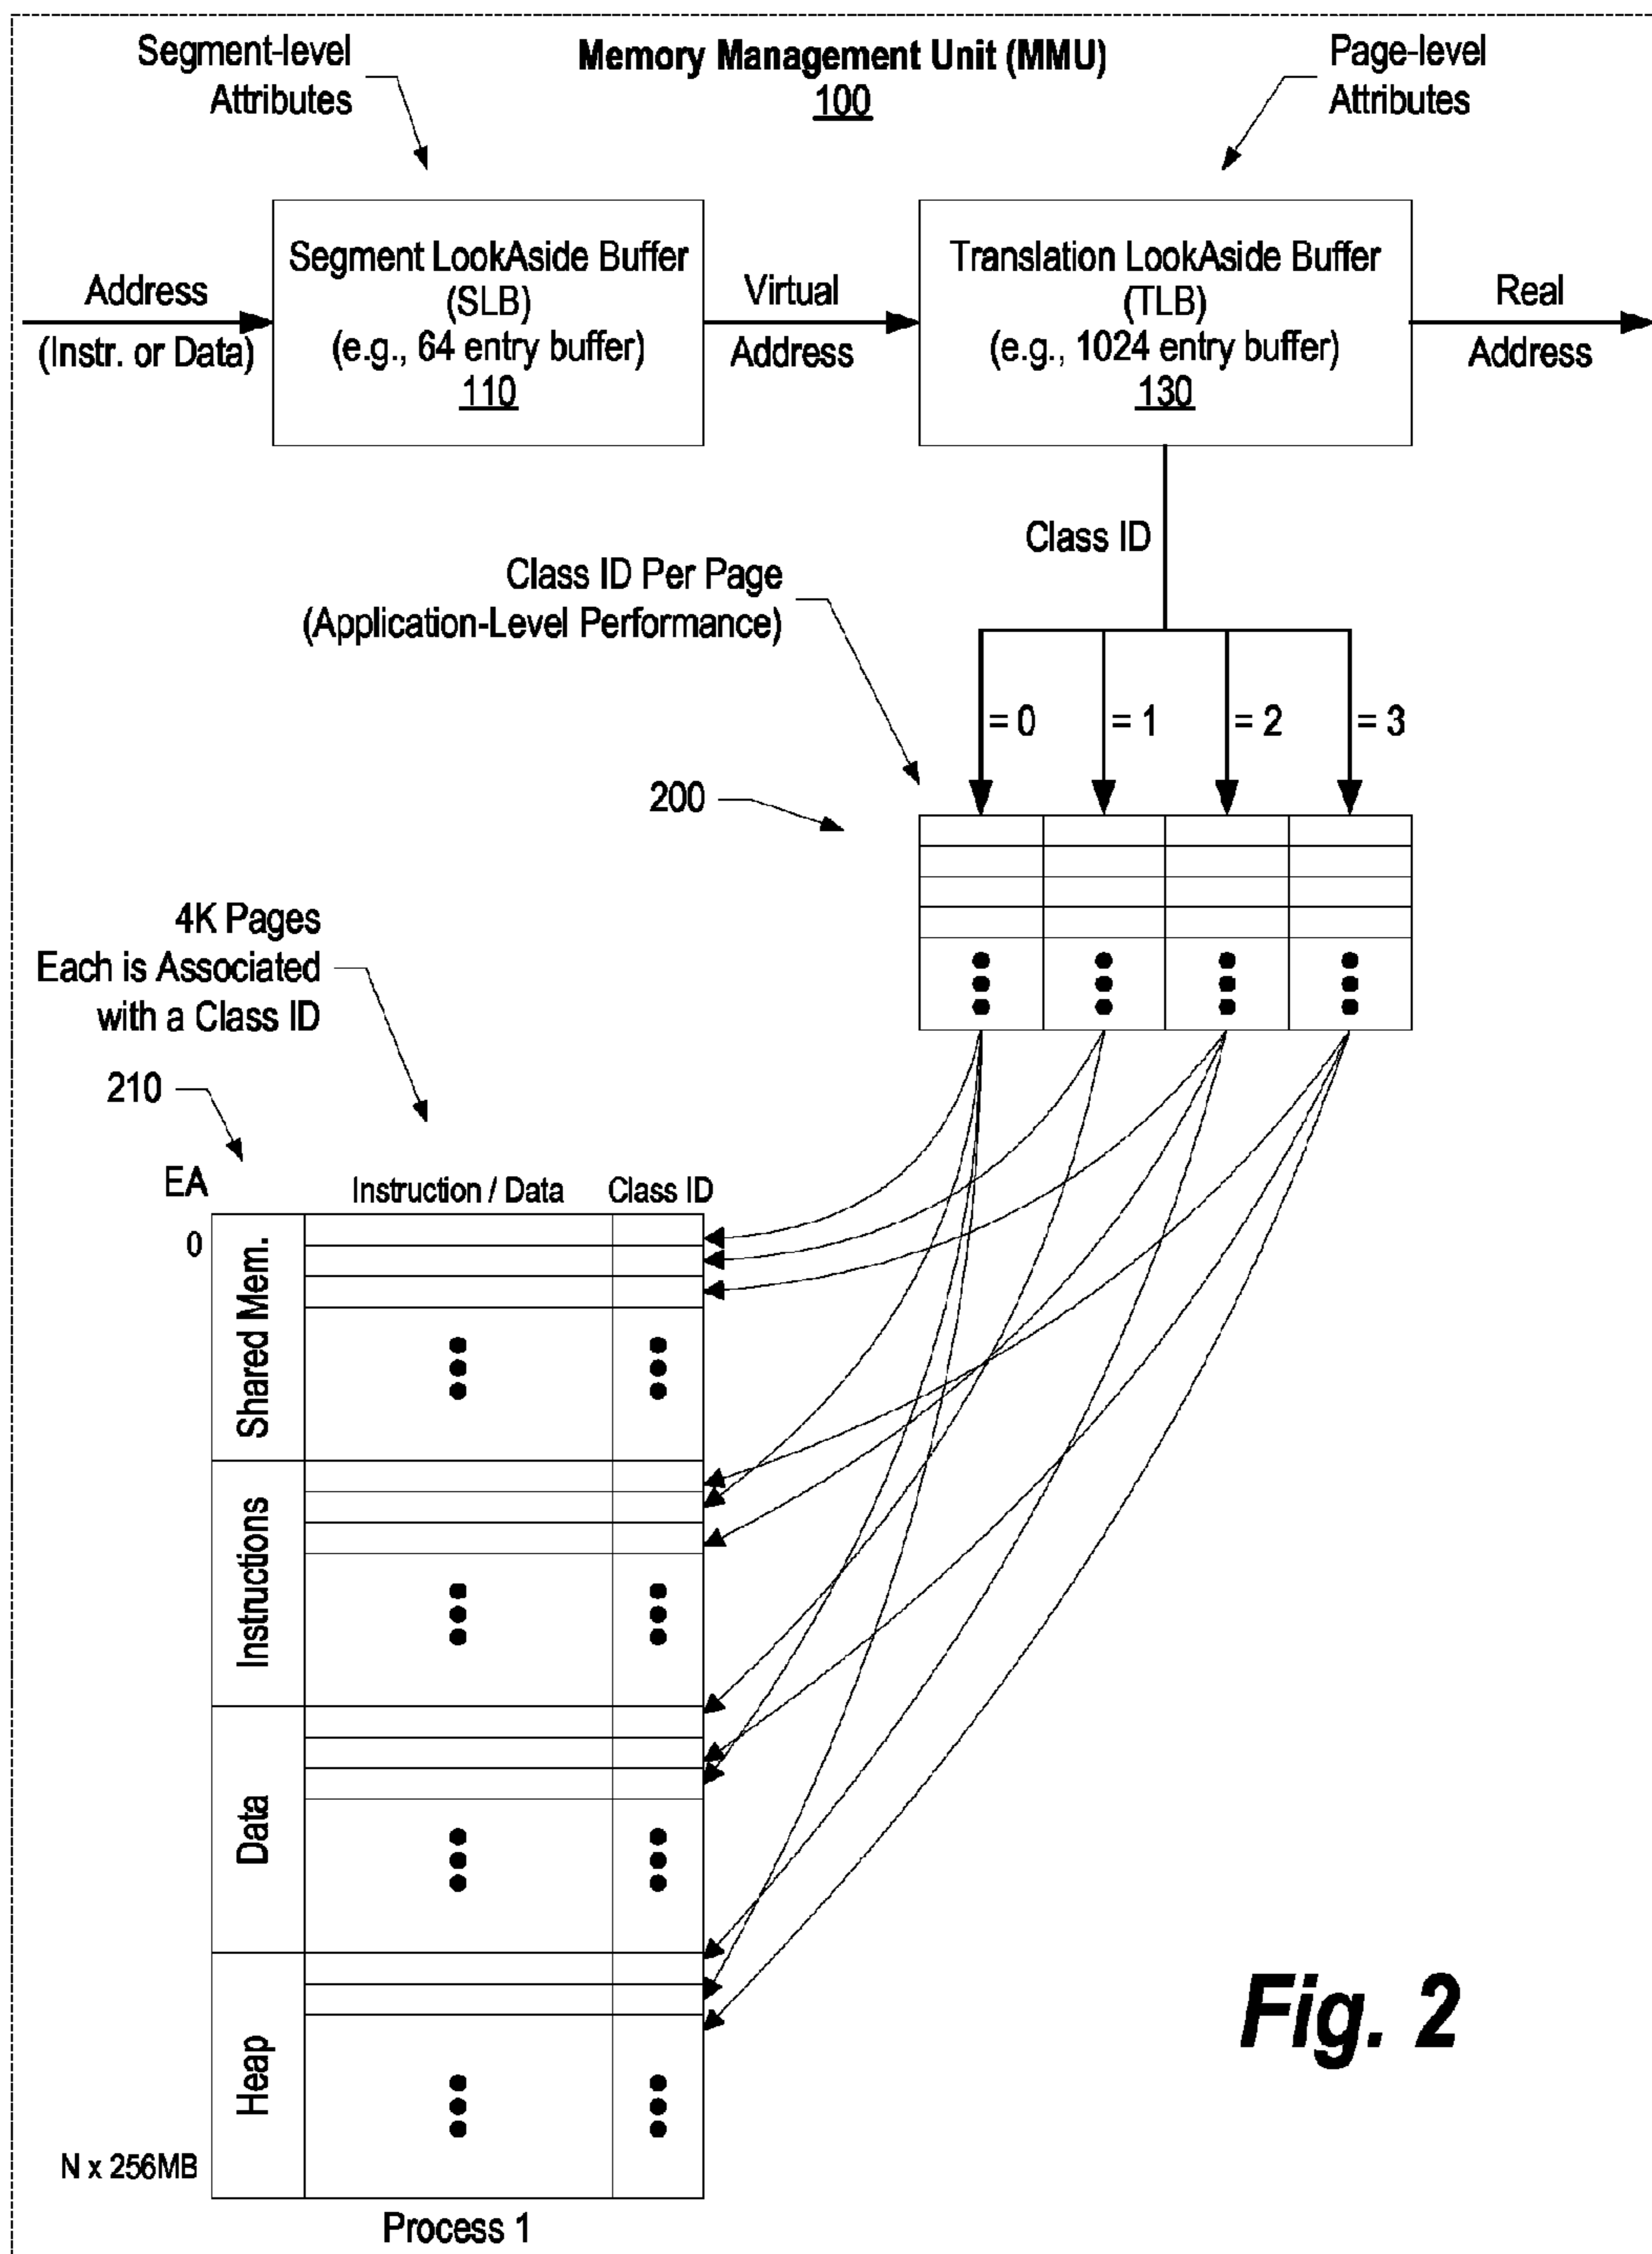 Segment-level
Attributes
Memory Management Unit (MMU)
100
Page-level
Attributes
Address
(Instr. or Data)
Segment LookAside Buffer
(SLB)
(e.g., 64 entry buffer)
110
Virtual
Address
Translation LookAside Buffer
(TLB)
(e.g., 1024 entry buffer)
130
Real
Address
Class ID
Class ID Per Page
(Application-Level Performance)
= 0
= 1
= 2
= 3
200
4K Pages
Each is Associated
with a Class ID
210
EA
Instruction / Data
Class ID
0
Shared Mem.
Instructions
Data
Heap
N x 256MB
Process 1
Fig. 2